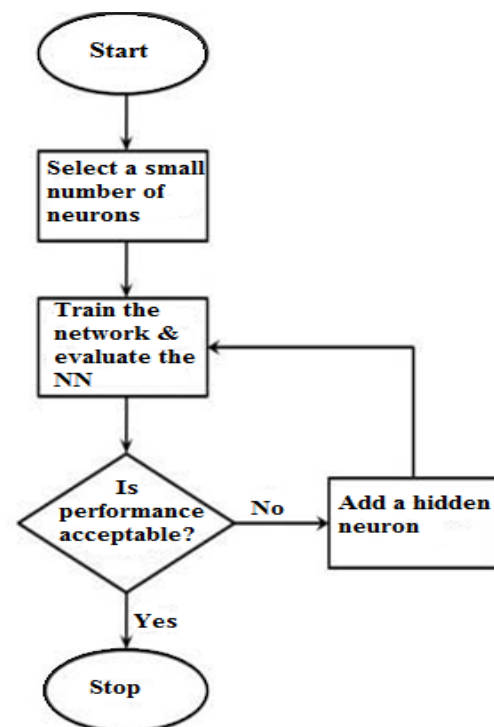 Start
Select a small
number of
neurons
Train the
network &
evaluate the
NN
Is
performance
acceptable?
No
Add a hidden
neuron
Yes
Stop